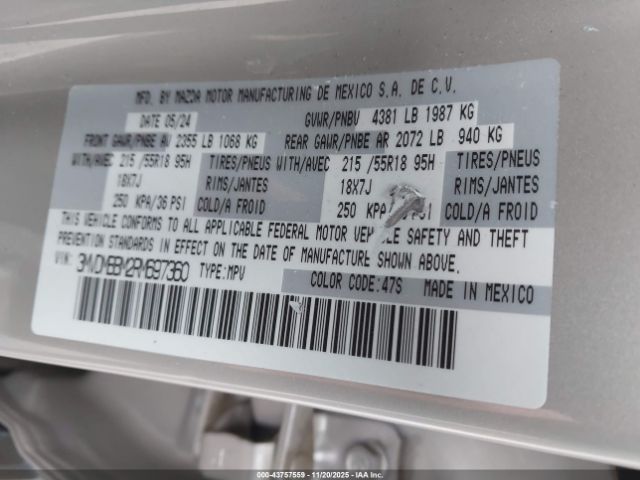 MFD. BY MAZDA MOTOR MANUFACTURING DE MEXICO S.A. DE C.V.
DATE 05/24 GVWR/PNBV 4381 LB 1987 KG
FRONT GAWR/PNBE AV 2355 LB 1068 KG REAR GAWR/PNBE AR 2072 LB 940 KG
WITH/AVEC 215 /55R18 95H TIRES/PNEUS WITH/AVEC 215 /55R18 95H TIRES/PNEUS
18X7J RIMS/JANTES 18X7J RIMS/JANTES
250 KPA/36 PSI COLD/A FROID 250 KPA/ PSI COLD/A FROID
THIS VEHICLE CONFORMS TO ALL APPLICABLE FEDERAL MOTOR VEHICLE SAFETY AND THEFT
PREVENTION STANDARDS IN EFFECT ON THE DATE OF MANUFACTURE SHOWN ABOVE.
VIN: 3MVDMBBM2RM697360 TYPE:MPV
COLOR CODE:47S MADE IN MEXICO
000-43757559 — 11/20/2025 — IAA Inc.